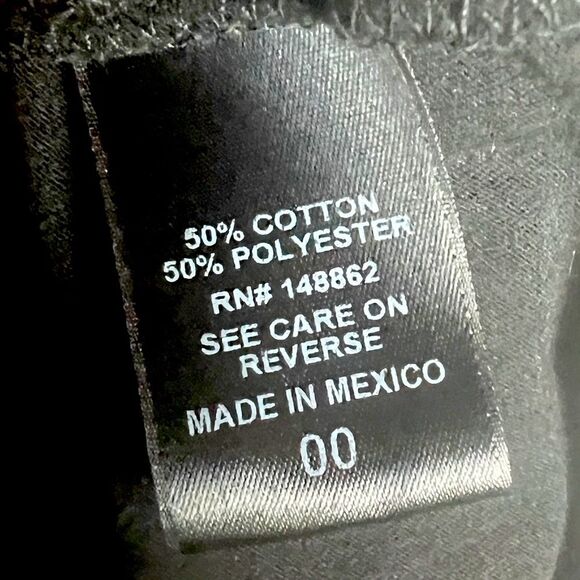 50% COTTON
50% POLYESTER
RN# 148862
SEE CARE ON
REVERSE
MADE IN MEXICO
00